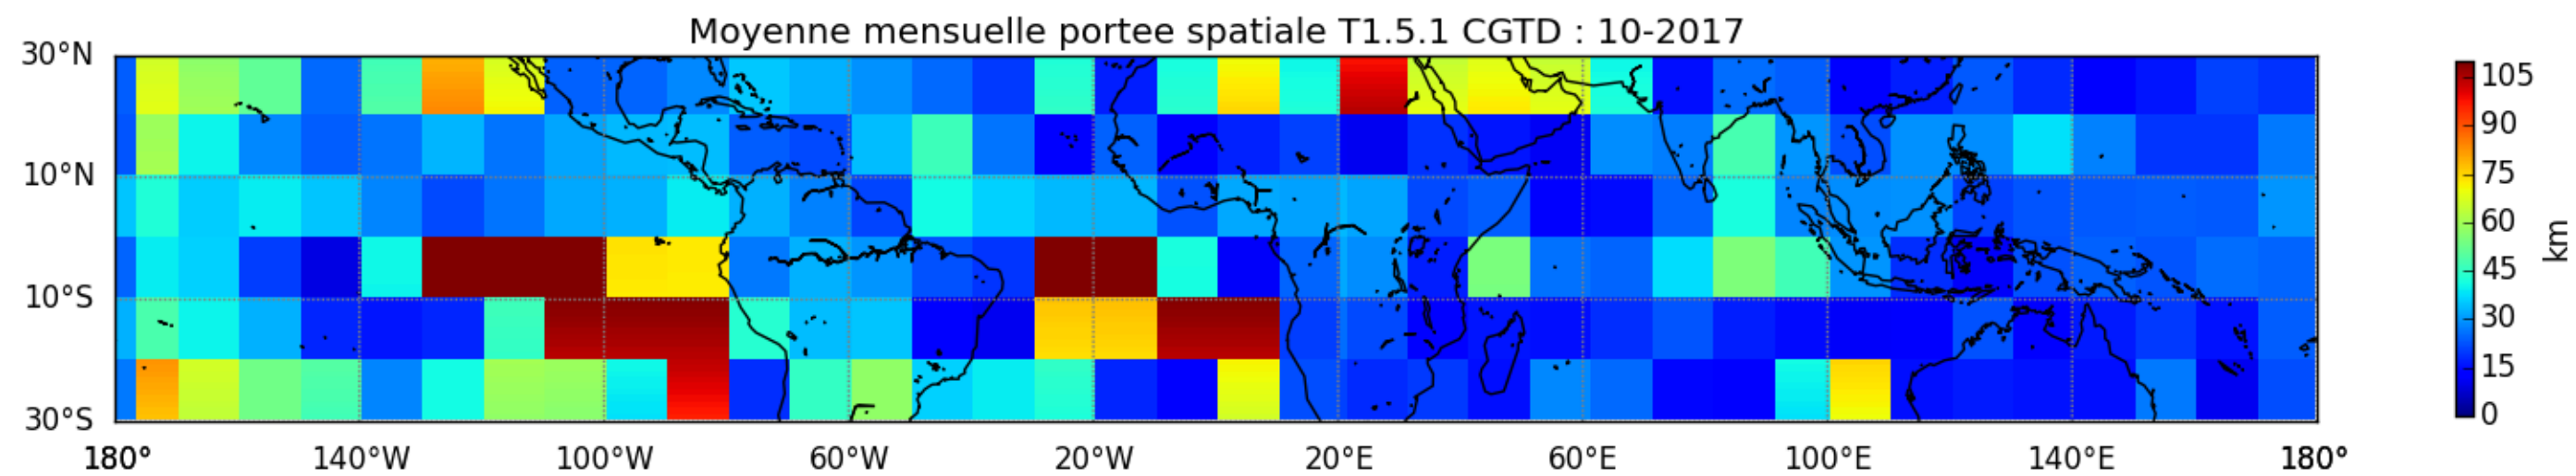 Moyenne mensuelle portee spatiale T1.5.1 CGTD : 10-2017
30°N
10°N
10°S
30°S
180° 140°W 100°W 60°W 20°W 20°E 60°E 100°E 140°E 180°
105
90
75
60
45
30
15
0
km